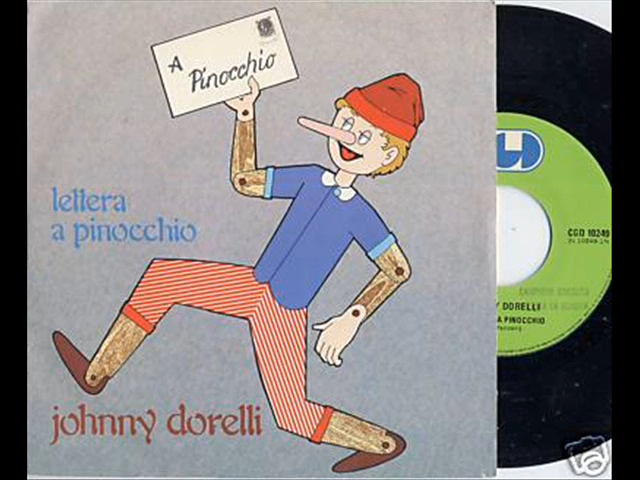 A
Pinocchio
lettera
a pinocchio
johnny dorelli
CGD 10249
Y DORELLI
A PINOCCHIO